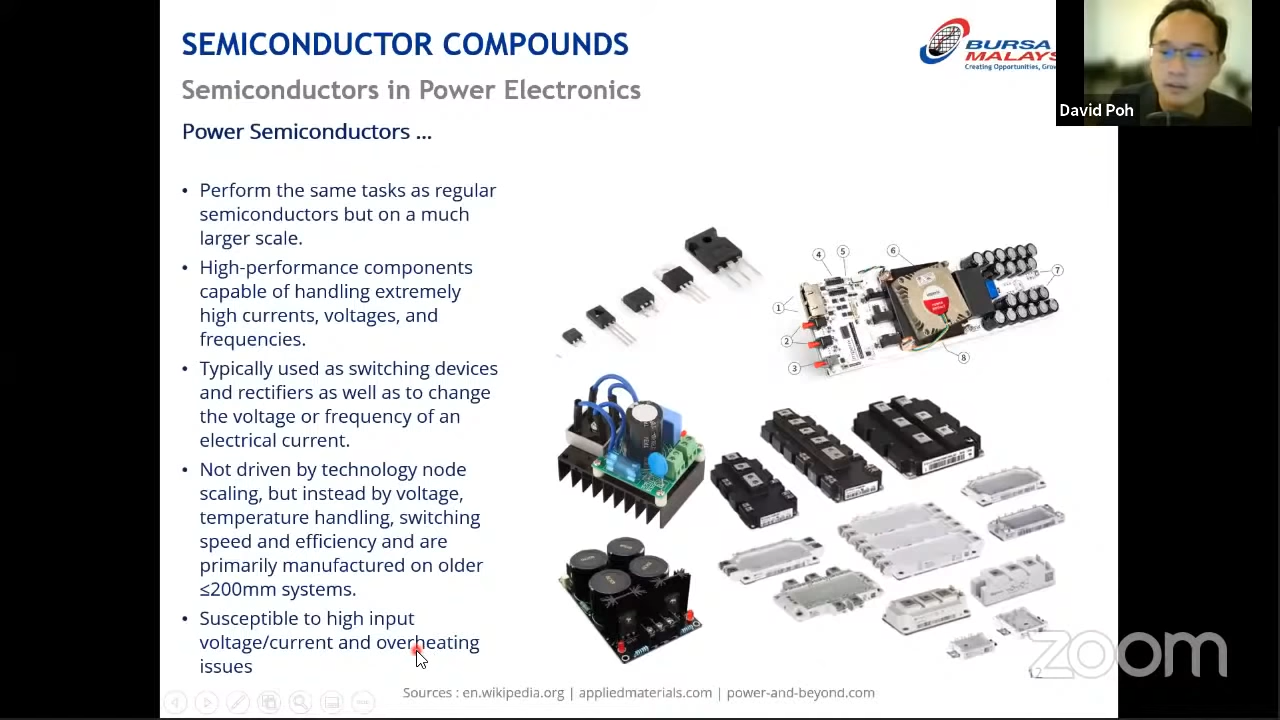 SEMICONDUCTOR COMPOUNDS
Semiconductors in Power Electronics
Power Semiconductors ...
BURSA
MALAYS
Creating Opportunities, Grow
David Poh
• Perform the same tasks as regular
semiconductors but on a much
larger scale.
• High-performance components
capable of handling extremely
high currents, voltages, and
frequencies.
• Typically used as switching devices
and rectifiers as well as to change
the voltage or frequency of an
electrical current.
• Not driven by technology node
scaling, but instead by voltage,
temperature handling, switching
speed and efficiency and are
primarily manufactured on older
≤200mm systems.
• Susceptible to high input
voltage/current and overheating
issues
4
5
6
7
1
2
3
8
zoom
12
Sources : en.wikipedia.org | appliedmaterials.com | power-and-beyond.com